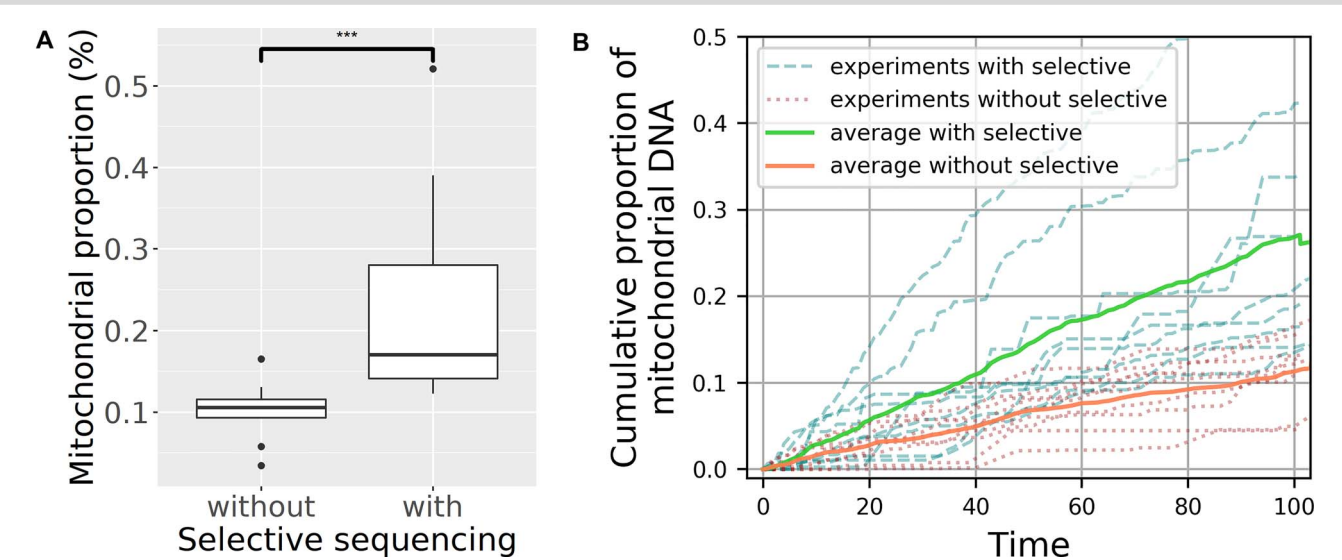 A
Mitochondrial proportion (%)
0.5
0.4
0.3
0.2
0.1
***
without
with
Selective sequencing
B
Cumulative proportion of
mitochondrial DNA
0.5
0.4
0.3
0.2
0.1
0.0
experiments with selective
experiments without selective
average with selective
average without selective
0
20
40
60
80
100
Time